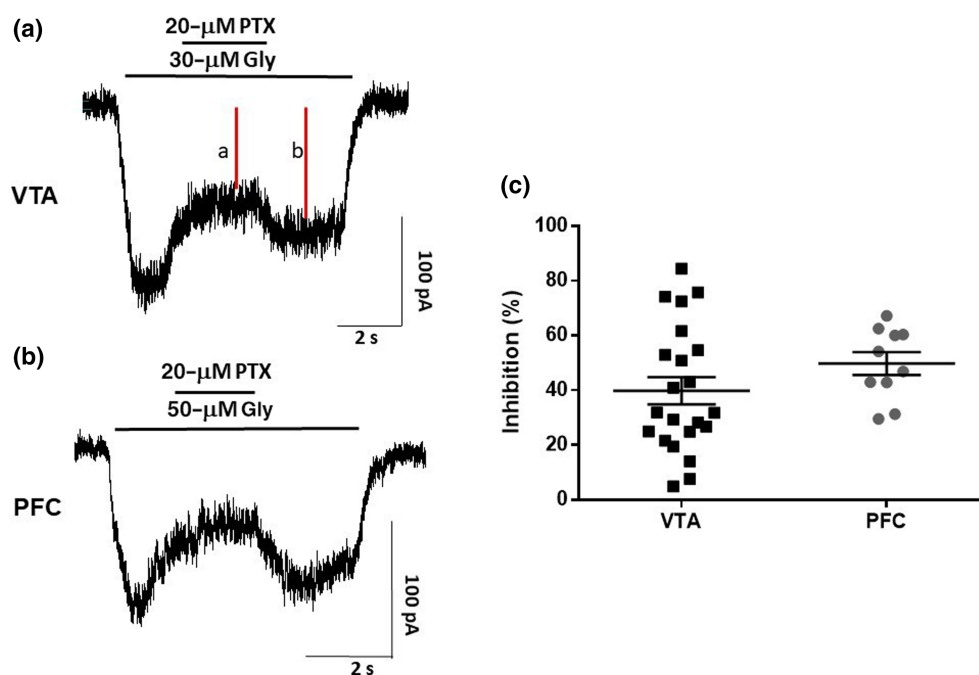 (a)
20–μM PTX
30–μM Gly
a
b
VTA
100 pA
2 s
(b)
20–μM PTX
50–μM Gly
PFC
100 pA
2 s
(c)
Inhibition (%)
100
80
60
40
20
0
VTA
PFC